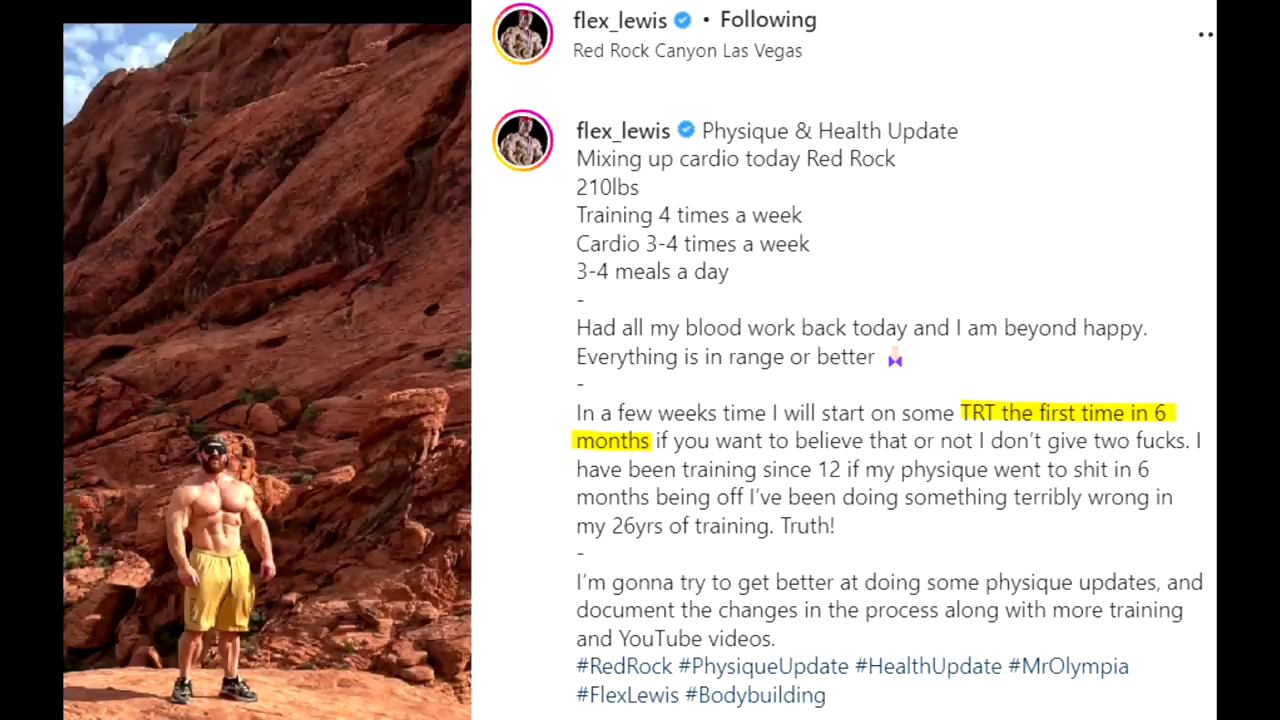 flex_lewis • Following
Red Rock Canyon Las Vegas
flex_lewis Physique & Health Update
Mixing up cardio today Red Rock
210lbs
Training 4 times a week
Cardio 3-4 times a week
3-4 meals a day
-
Had all my blood work back today and I am beyond happy.
Everything is in range or better
-
In a few weeks time I will start on some TRT the first time in 6
months if you want to believe that or not I don't give two fucks. I
have been training since 12 if my physique went to shit in 6
months being off I've been doing something terribly wrong in
my 26yrs of training. Truth!
-
I'm gonna try to get better at doing some physique updates, and
document the changes in the process along with more training
and YouTube videos.
#RedRock #PhysiqueUpdate #HealthUpdate #MrOlympia
#FlexLewis #Bodybuilding